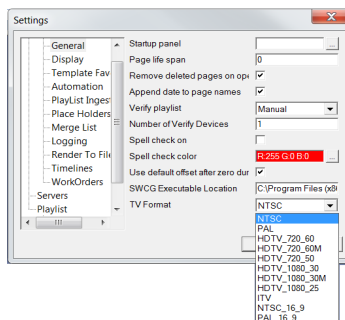 Settings
General
Display
Template Fav
Automation
PlayList Ingest
Place Holders
Merge List
Logging
Render To File
Timelines
WorkOrders
Servers
Playlist
Startup panel
...
Page life span
0
Remove deleted pages on ope
Append date to page names
Verify playlist
Manual
Number of Verify Devices
1
Spell check on
Spell check color
R:255 G:0 B:0
...
Use default offset after zero dur
SWCG Executable Location
C:\Program Files (x8
TV Format
NTSC
NTSC
PAL
HDTV_720_60
HDTV_720_60M
HDTV_720_50
HDTV_1080_30
HDTV_1080_30M
HDTV_1080_25
ITV
NTSC_16_9
PAL_16_9